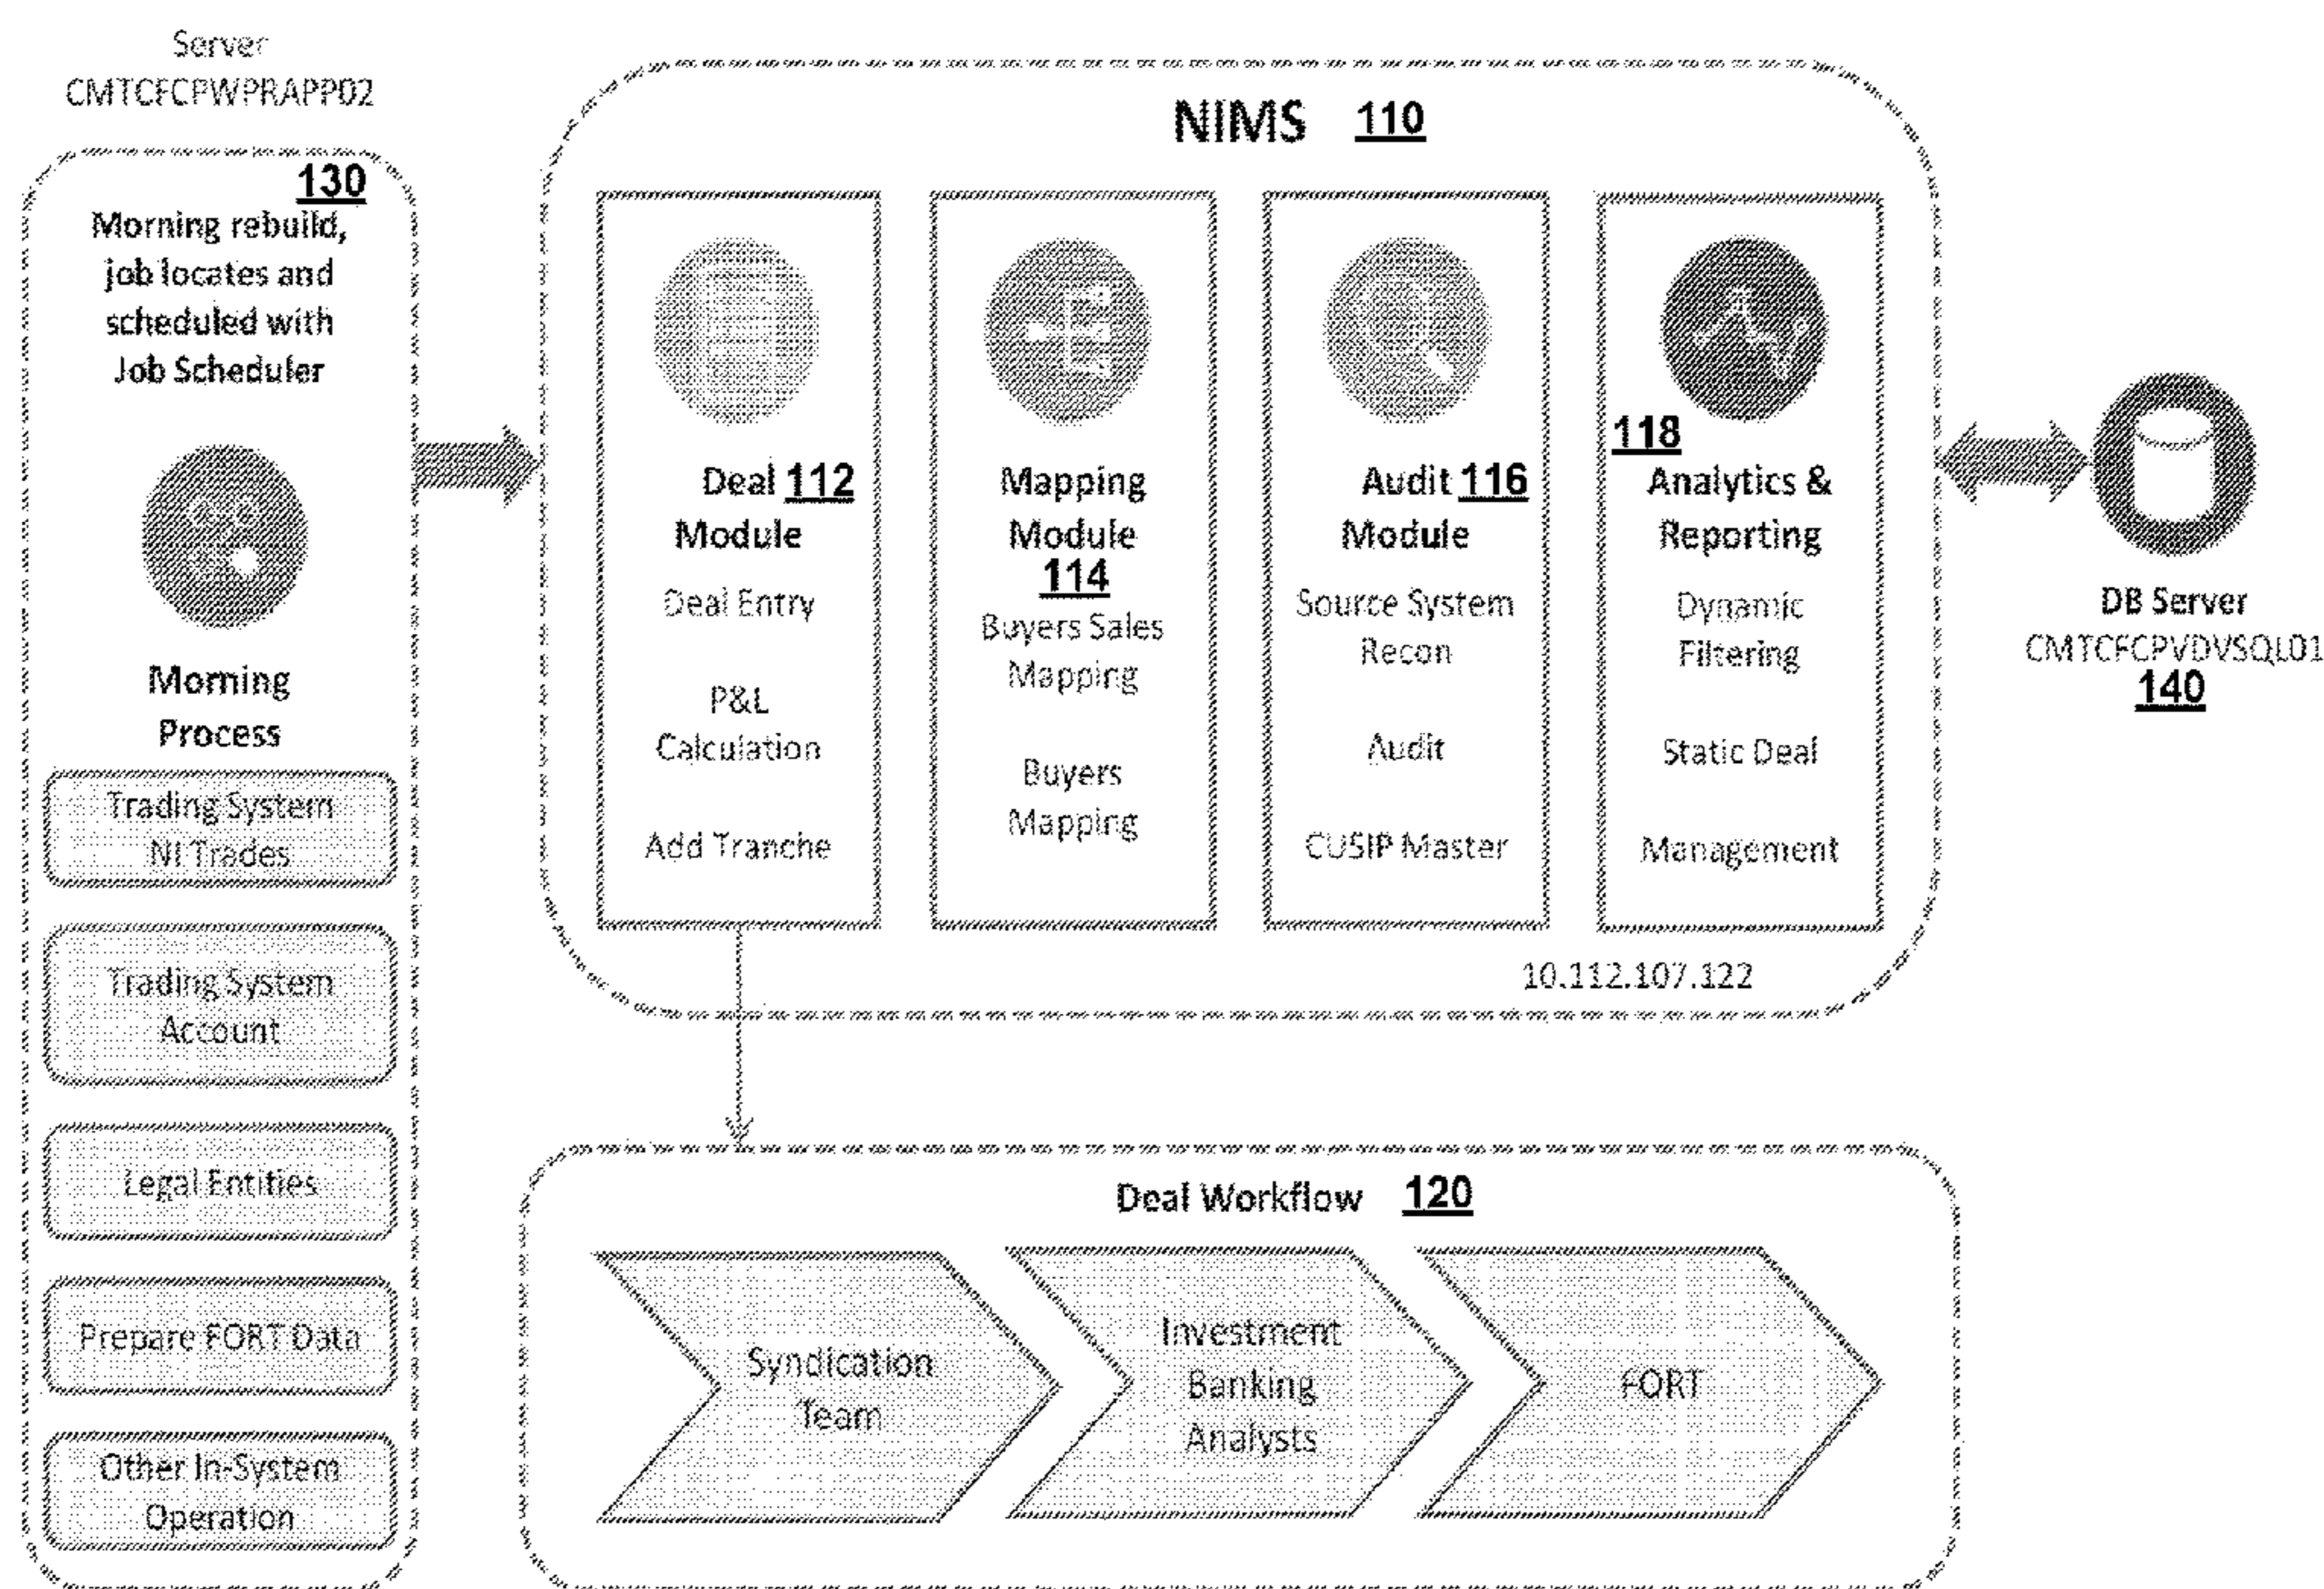 Server
CMTCFCPWPRAPP02
130
Morning rebuild,
job locates and
scheduled with
Job Scheduler
Morning
Process
Trading System
NI Trades
Trading System
Account
Legal Entities
Prepare FORT Data
Other In-System
Operation
NIMS 110
Deal 112
Module
Deal Entry
P&L
Calculation
Add Tranche
Mapping
Module
114
Buyers Sales
Mapping
Buyers
Mapping
Audit 116
Module
Source System
Recon
Audit
CUSIP Master
118
Analytics &
Reporting
Dynamic
Filtering
Static Deal
Management
10.112.107.122
DB Server
CMTCFCPVDVSQL01
140
Deal Workflow 120
Syndication
Team
Investment
Banking
Analysts
FORT